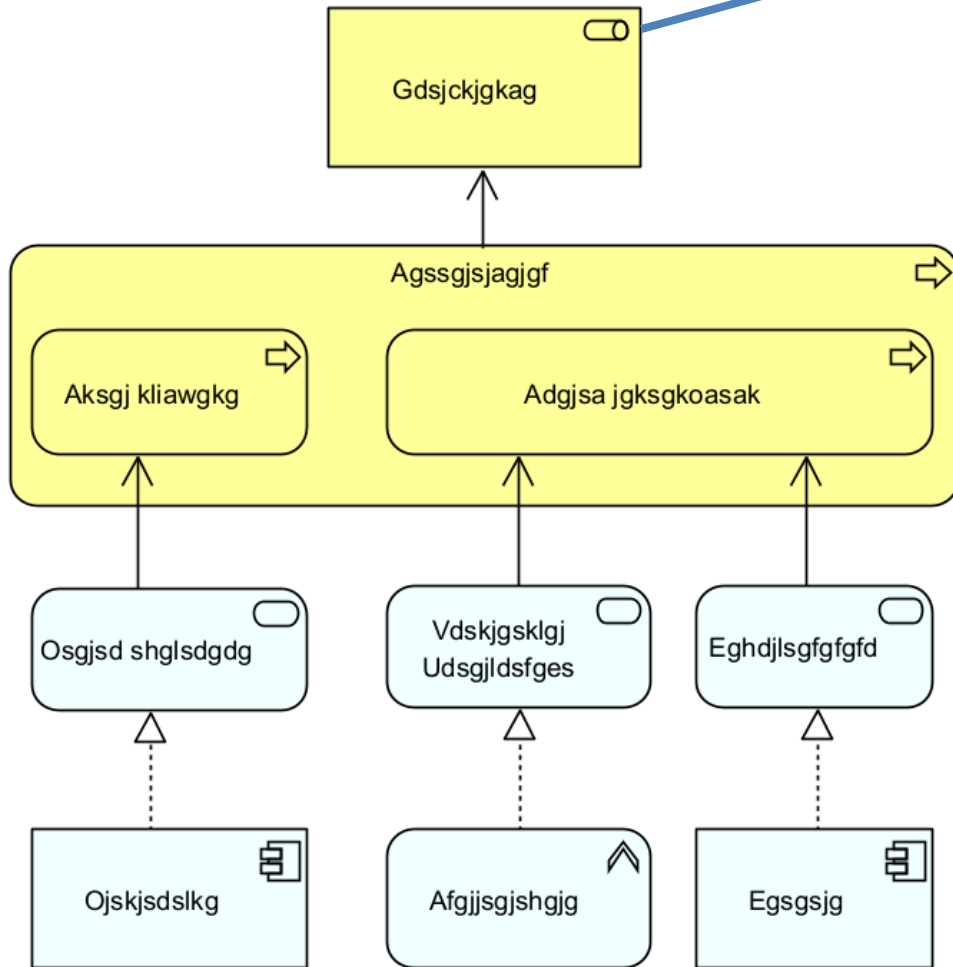 Gdsjckjgkag
Agssgjsjagjgf
Aksgj kliawgkg
Adgjsa jgksgkoasak
Osgjsd shglsdgdg
Vdskjgsklgj
Udsgjldsfges
Eghdjlsgfgfgfd
Ojskjsdslkg
Afgjjsgjshgjg
Egsgsjg